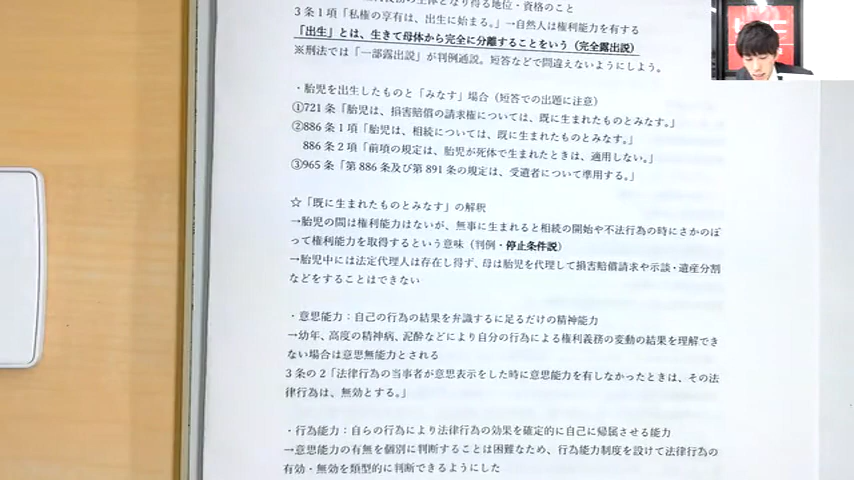 義務の主体となり得る地位・資格のこと
3条1項「私権の享有は、出生に始まる。」→自然人は権利能力を有する
「出生」とは、生きて母体から完全に分離することをいう（完全露出説）
※刑法では「一部露出説」が判例通説。短答などで間違えないようにしよう。
・胎児を出生したものと「みなす」場合（短答での出題に注意）
①721条「胎児は、損害賠償の請求権については、既に生まれたものとみなす。」
②886条1項「胎児は、相続については、既に生まれたものとみなす。」
886条2項「前項の規定は、胎児が死体で生まれたときは、適用しない。」
③965条「第886条及び第891条の規定は、受遺者について準用する。」
☆「既に生まれたものとみなす」の解釈
→胎児の間は権利能力はないが、無事に生まれると相続の開始や不法行為の時にさかのぼ
って権利能力を取得するという意味（判例・停止条件説）
→胎児中には法定代理人は存在し得ず、母は胎児を代理して損害賠償請求や示談・遺産分割
などをすることはできない
・意思能力：自己の行為の結果を弁識するに足るだけの精神能力
→幼年、高度の精神病、泥酔などにより自分の行為による権利義務の変動の結果を理解でき
ない場合は意思無能力とされる
3条の2「法律行為の当事者が意思表示をした時に意思能力を有しなかったときは、その法
律行為は、無効とする。」
・行為能力：自らの行為により法律行為の効果を確定的に自己に帰属させる能力
→意思能力の有無を個別に判断することは困難なため、行為能力制度を設けて法律行為の
有効・無効を類型的に判断できるようにした